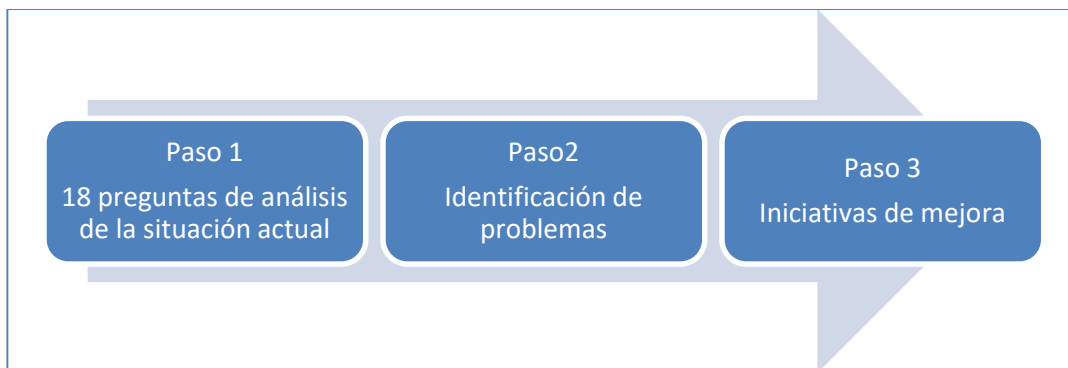 Paso 1
18 preguntas de análisis
de la situación actual
Paso2
Identificación de
problemas
Paso 3
Iniciativas de mejora